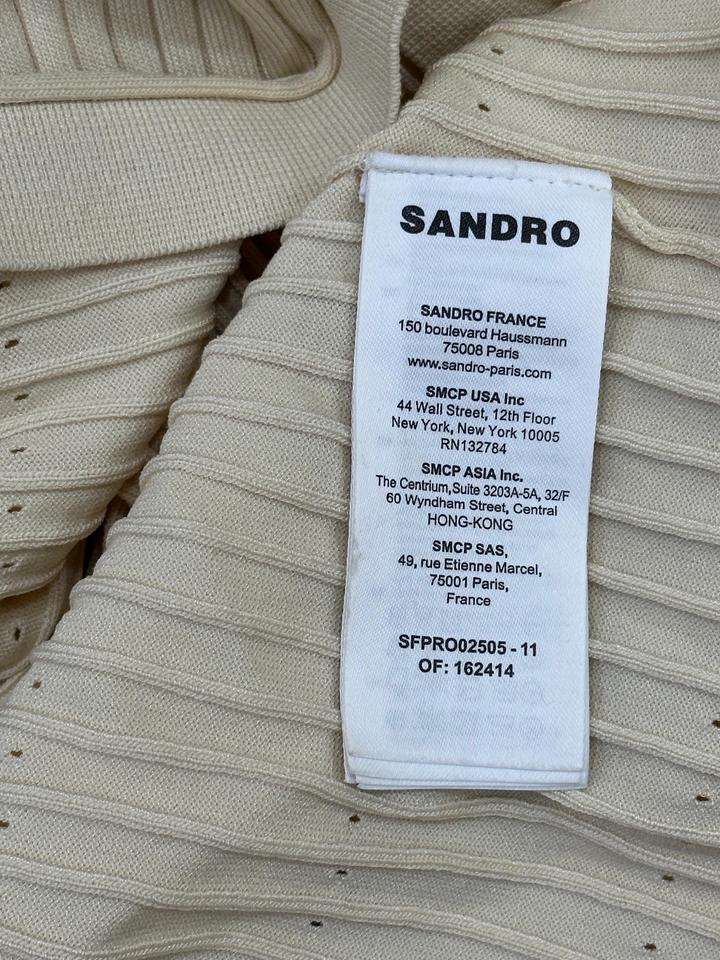 SANDRO
SANDRO FRANCE
150 boulevard Haussmann
75008 Paris
www.sandro-paris.com
SMCP USA Inc
44 Wall Street, 12th Floor
New York, New York 10005
RN132784
SMCP ASIA Inc.
The Centrium,Suite 3203A-5A, 32/F
60 Wyndham Street, Central
HONG-KONG
SMCP SAS,
49, rue Etienne Marcel,
75001 Paris,
France
SFPRO02505 - 11
OF: 162414